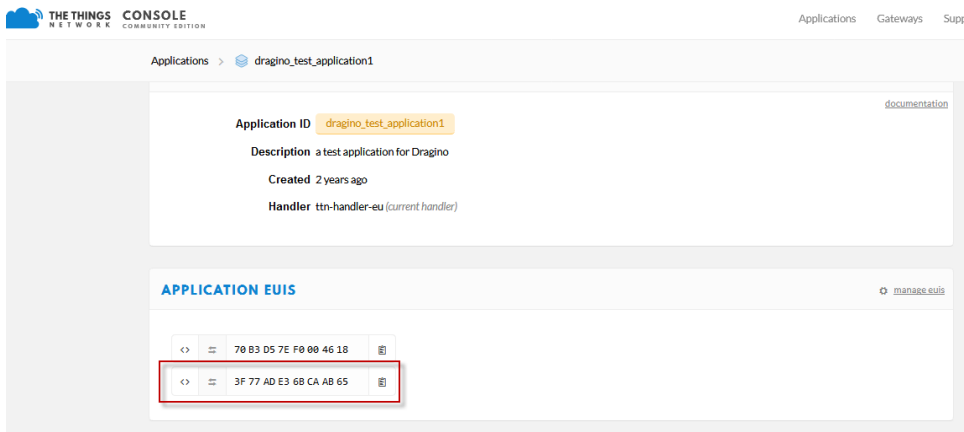 THE THINGS NETWORK CONSOLE COMMUNITY EDITION
Applications Gateways Supp
Applications > dragino_test_application1
documentation
Application ID dragino_test_application1
Description a test application for Dragino
Created 2 years ago
Handler ttn-handler-eu (current handler)
APPLICATION EUIS
manage euis
<> 70 B3 D5 7E F0 00 46 18
<> 3F 77 AD E3 6B CA AB 65